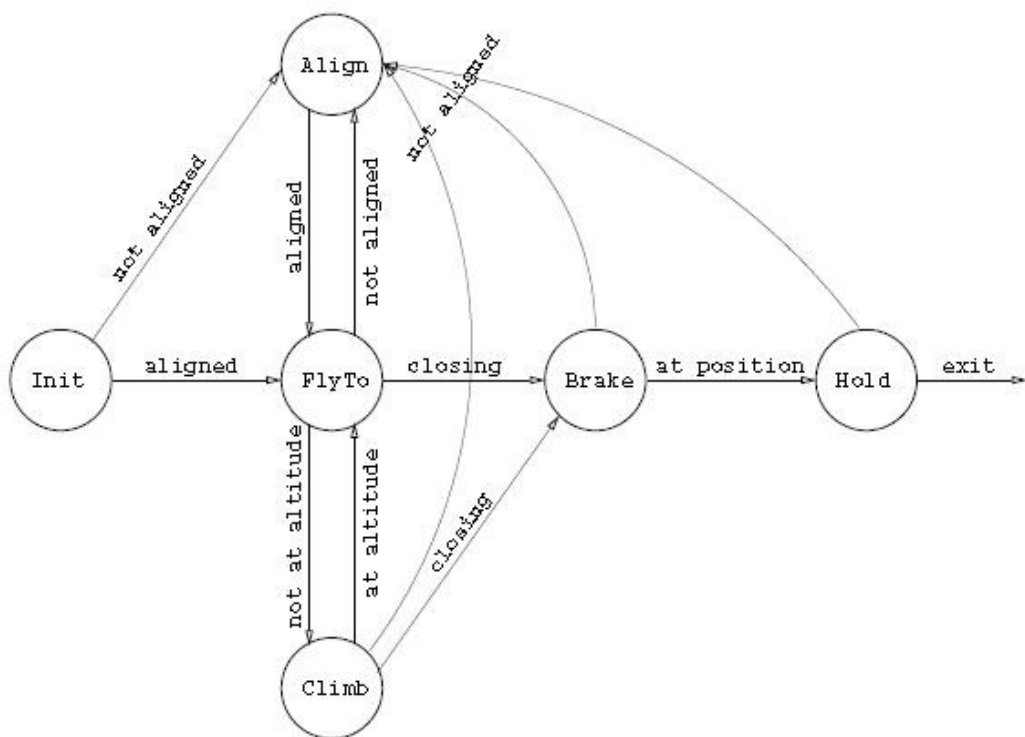 Align
not aligned
not aligned
aligned
not aligned
Init
aligned
FlyTo
closing
Brake
at position
Hold
exit
not at altitude
at altitude
closing
Climb